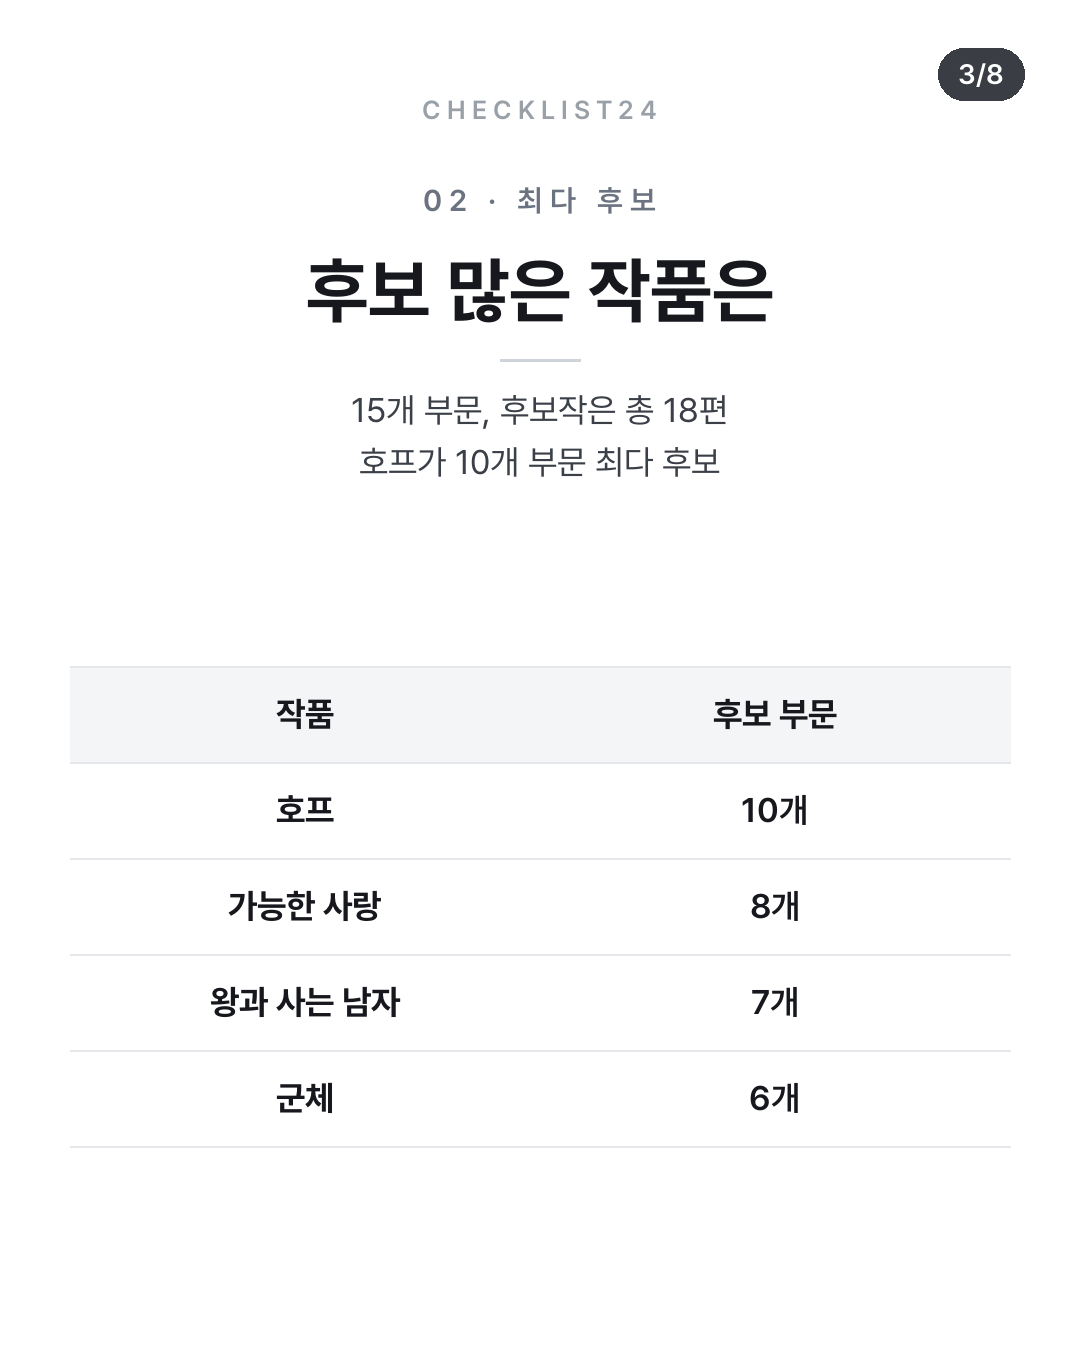 3/8
CHECKLIST24
02 · 최다 후보
후보 많은 작품은
15개 부문, 후보작은 총 18편
호프가 10개 부문 최다 후보
작품 후보 부문
호프 10개
가능한 사랑 8개
왕과 사는 남자 7개
군체 6개